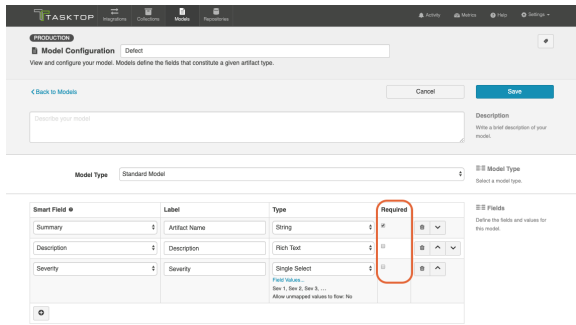 TASKTOP Integrations Collections Models Repositories Activity Metrics Help Settings
PRODUCTION
Model Configuration Defect
View and configure your model. Models define the fields that constitute a given artifact type.
Back to Models Cancel Save
Describe your model
Description
Write a brief description of your
model.
Model Type Standard Model
Model Type
Select a model type.
Smart Field Label Type Required
Fields
Define the fields and values for
this model.
Summary Artifact Name String
Description Description Rich Text
Severity Severity Single Select
Field Values...
Sev 1, Sev 2, Sev 3, ...
Allow unmapped values to flow: No